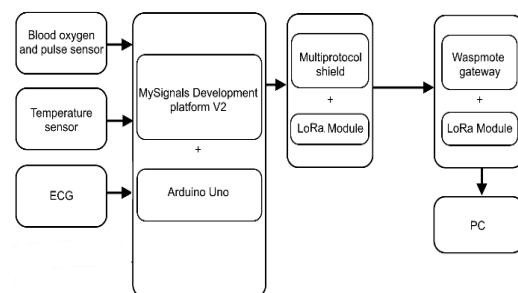 Blood oxygen
and pulse sensor
Temperature
sensor
ECG
MySignals Development
platform V2
+
Arduino Uno
Multiprotocol
shield
+
LoRa Module
Waspmote
gateway
+
LoRa Module
PC